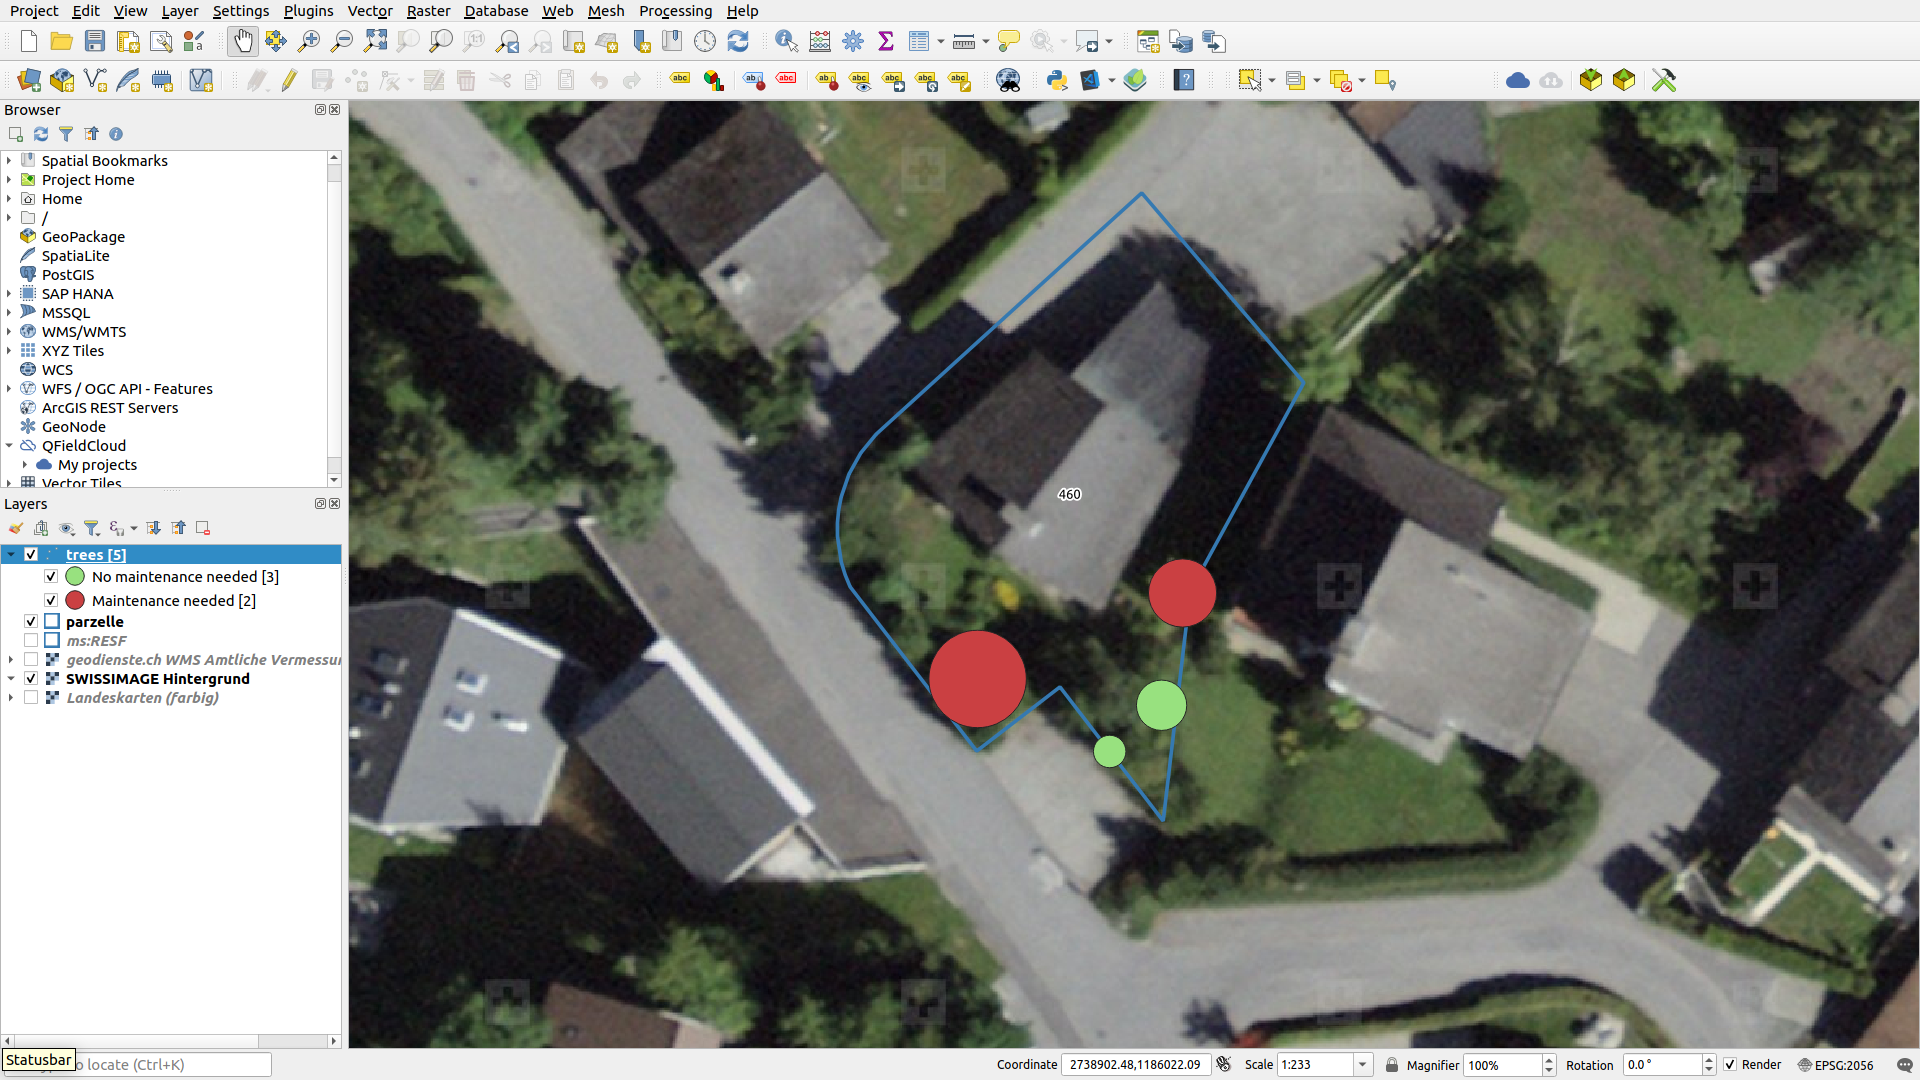 Project Edit View Layer Settings Plugins Vector Raster Database Web Mesh Processing Help
Browser
Spatial Bookmarks
Project Home
Home
/
GeoPackage
SpatiaLite
PostGIS
SAP HANA
MSSQL
WMS/WMTS
XYZ Tiles
WCS
WFS / OGC API - Features
ArcGIS REST Servers
GeoNode
QFieldCloud
My projects
Vector Tiles
Layers
trees [5]
No maintenance needed [3]
Maintenance needed [2]
parzelle
ms:RESF
geodienste.ch WMS Amtliche Vermessu
SWISSIMAGE Hintergrund
Landeskarten (farbig)
460
Statusbar
o locate (Ctrl+K)
Coordinate 2738902.48,1186022.09 Scale 1:233 Magnifier 100% Rotation 0.0 ° Render EPSG:2056